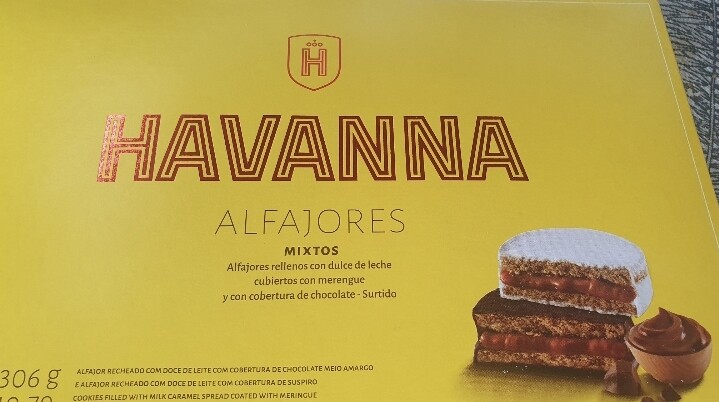 H
HAVANNA
ALFAJORES
MIXTOS
Alfajores rellenos con dulce de leche
cubiertos con merengue
y con cobertura de chocolate - Surtido
306 g
ALFAJOR RECHEADO COM DOCE DE LEITE COM COBERTURA DE CHOCOLATE MEIO AMARGO
E ALFAJOR RECHEADO COM DOCE DE LEITE COM COBERTURA DE SUSPIRO
COOKIES FILLED WITH MILK CARAMEL SPREAD COATED WITH MERINGUE